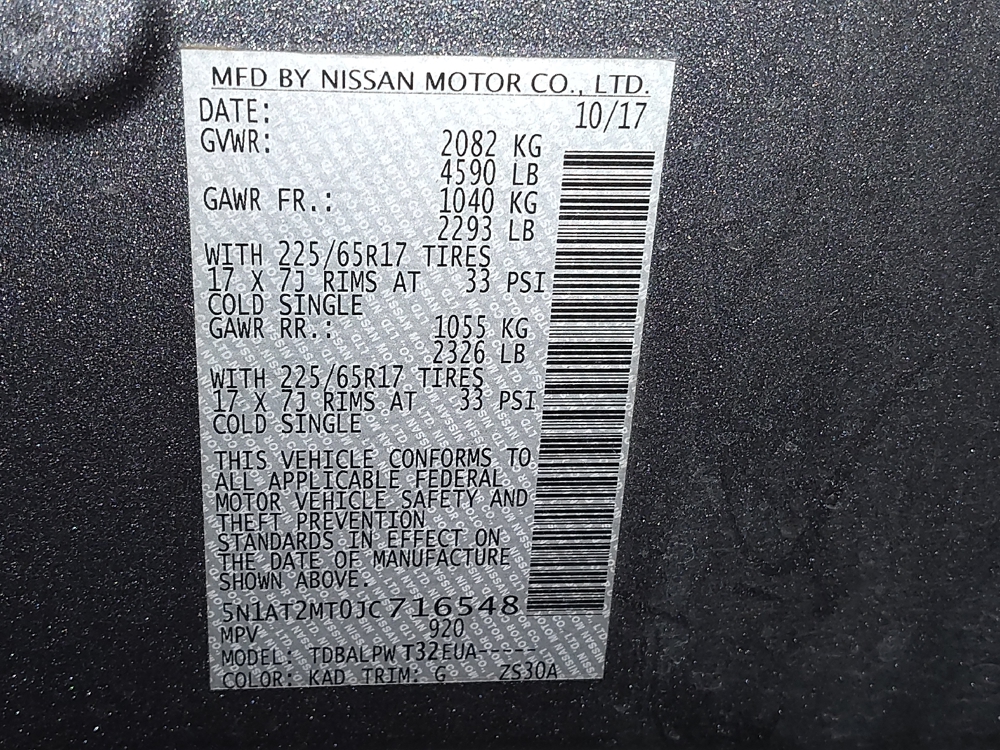 MFD BY NISSAN MOTOR CO., LTD.
DATE: 10/17
GVWR: 2082 KG
4590 LB
GAWR FR.: 1040 KG
2293 LB
WITH 225/65R17 TIRES
17 X 7J RIMS AT 33 PSI
COLD SINGLE
GAWR RR.: 1055 KG
2326 LB
WITH 225/65R17 TIRES
17 X 7J RIMS AT 33 PSI
COLD SINGLE
THIS VEHICLE CONFORMS TO
ALL APPLICABLE FEDERAL
MOTOR VEHICLE SAFETY AND
THEFT PREVENTION
STANDARDS IN EFFECT ON
THE DATE OF MANUFACTURE
SHOWN ABOVE.
5N1AT2MT0JC716548
MPV 920
MODEL: TDBALPWT32EUA-----
COLOR: KAD TRIM: G ZS30A